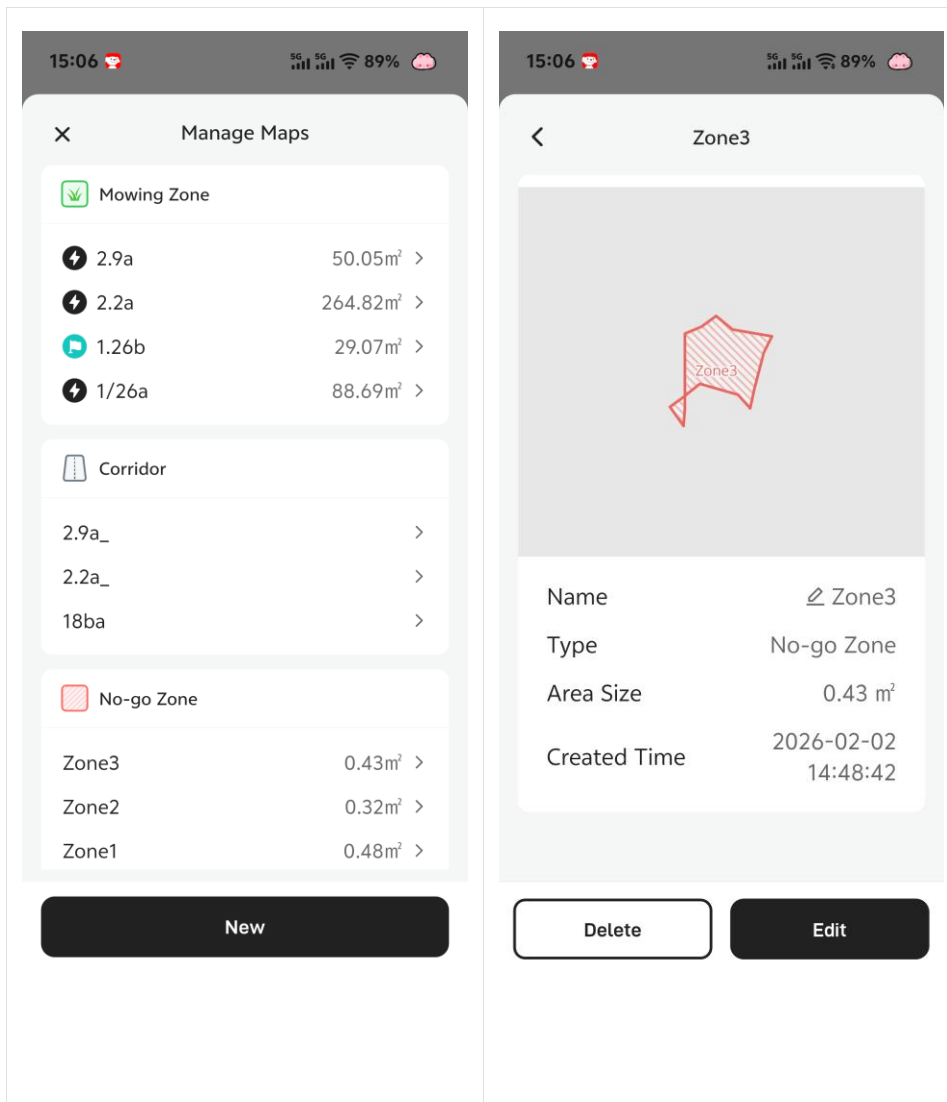 15:06 5G 5G 89%
Manage Maps
Mowing Zone
2.9a 50.05㎡
2.2a 264.82㎡
1.26b 29.07㎡
1/26a 88.69㎡
Corridor
2.9a_
2.2a_
18ba
No-go Zone
Zone3 0.43㎡
Zone2 0.32㎡
Zone1 0.48㎡
New
15:06 5G 5G 89%
Zone3
Zone3
Name Zone3
Type No-go Zone
Area Size 0.43 ㎡
Created Time 2026-02-02
14:48:42
Delete Edit